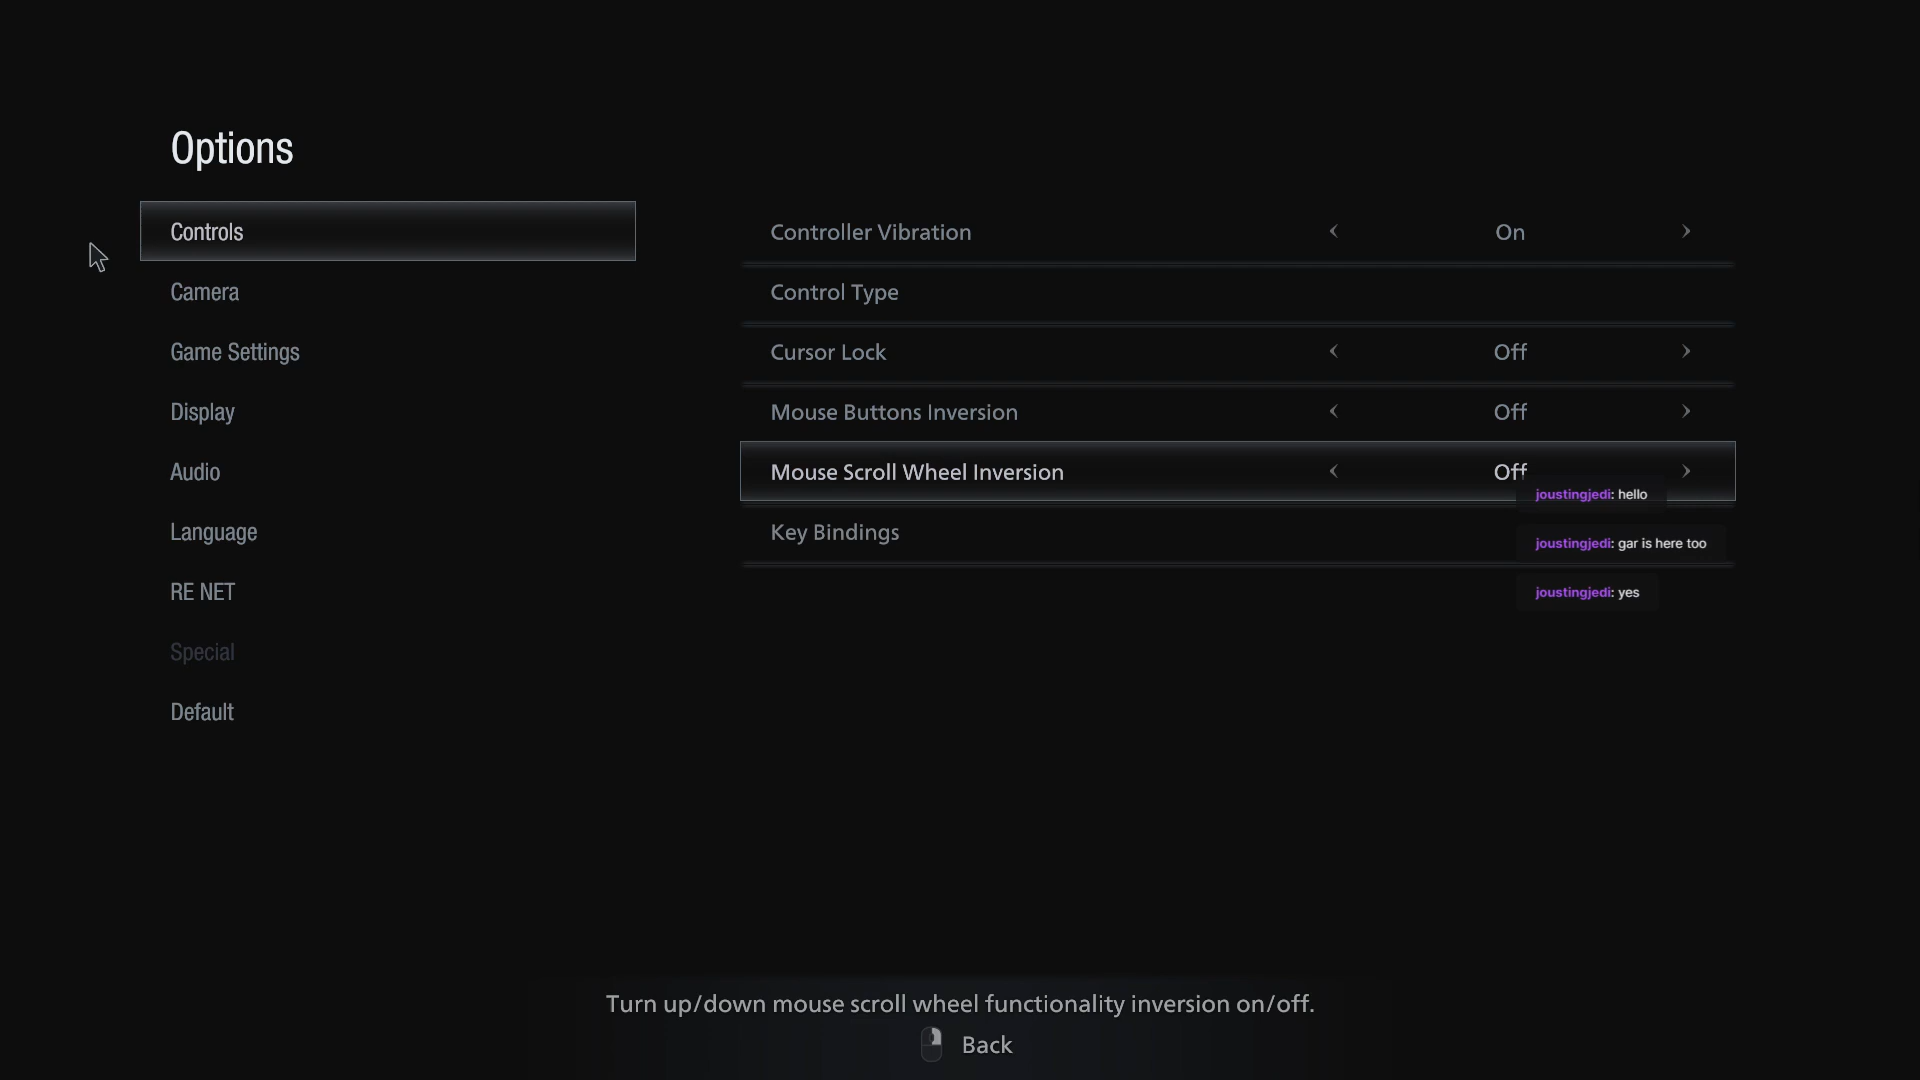 Options
Controls
Camera
Game Settings
Display
Audio
Language
RE NET
Special
Default
Controller Vibration On
Control Type
Cursor Lock Off
Mouse Buttons Inversion Off
Mouse Scroll Wheel Inversion Off
joustingjedi: hello
Key Bindings
joustingjedi: gar is here too
joustingjedi: yes
Turn up/down mouse scroll wheel functionality inversion on/off.
Back